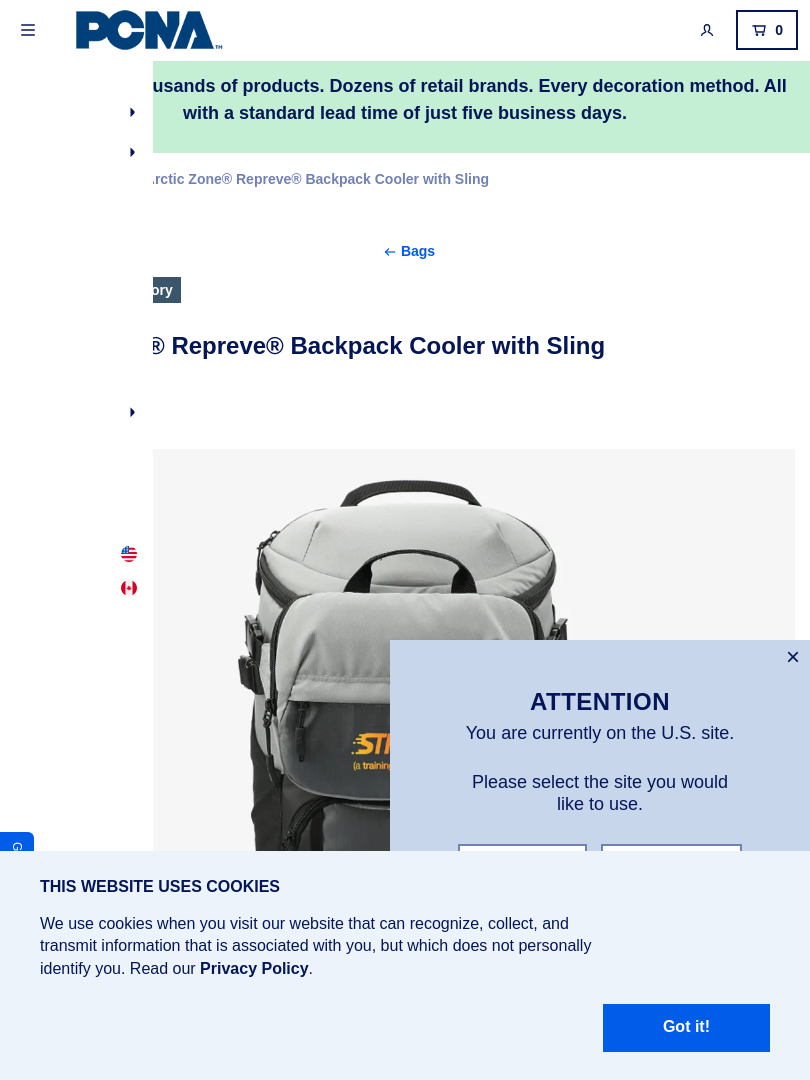 PCNA™
0
usands of products. Dozens of retail brands. Every decoration method. All
with a standard lead time of just five business days.
rctic Zone® Repreve® Backpack Cooler with Sling
← Bags
ory
® Repreve® Backpack Cooler with Sling
(a training
ATTENTION
You are currently on the U.S. site.
Please select the site you would
like to use.
G
THIS WEBSITE USES COOKIES
We use cookies when you visit our website that can recognize, collect, and
transmit information that is associated with you, but which does not personally
identify you. Read our Privacy Policy.
Got it!